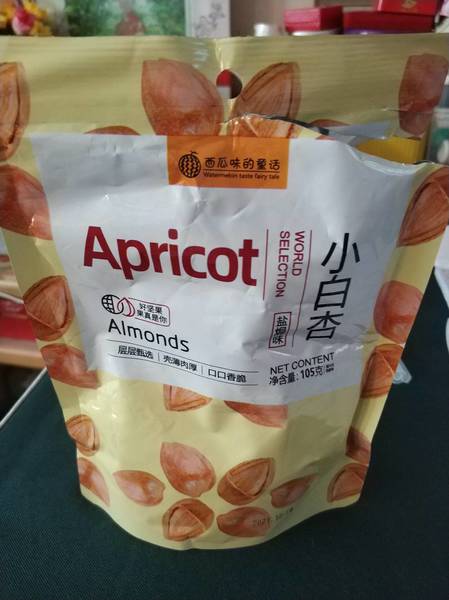 西瓜味的童话
Watermelon taste fairy tale
Apricot
WORLD
SELECTION
小白杏
盐焗味
好坚果
果真是你
Almonds
层层甄选 壳薄肉厚 口口香脆
NET CONTENT
净含量: 105克